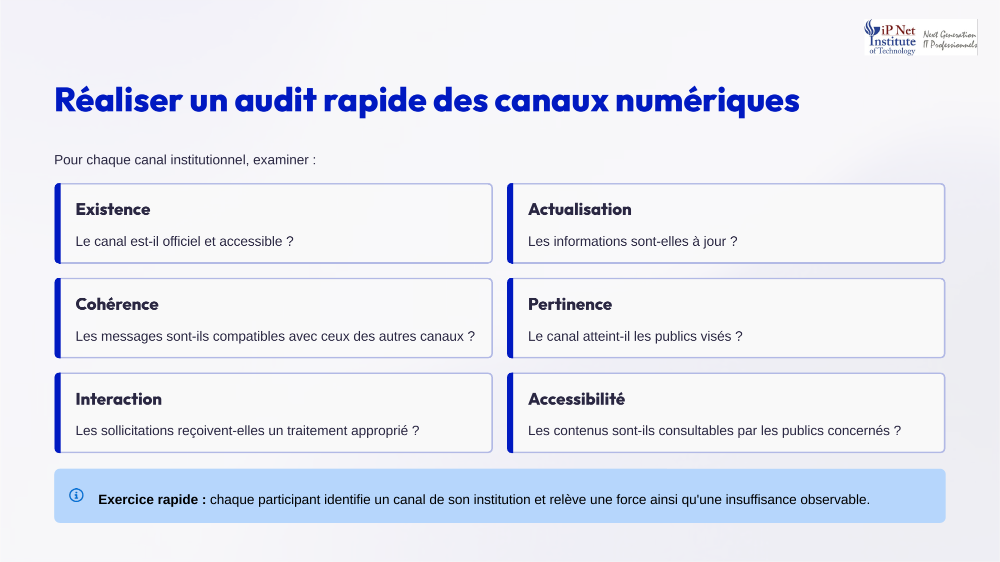 iP Net
Institute
of Technology
Next Generation
IT Professionnels
Réaliser un audit rapide des canaux numériques
Pour chaque canal institutionnel, examiner :
Existence
Le canal est-il officiel et accessible ?
Actualisation
Les informations sont-elles à jour ?
Cohérence
Les messages sont-ils compatibles avec ceux des autres canaux ?
Pertinence
Le canal atteint-il les publics visés ?
Interaction
Les sollicitations reçoivent-elles un traitement approprié ?
Accessibilité
Les contenus sont-ils consultables par les publics concernés ?
Exercice rapide : chaque participant identifie un canal de son institution et relève une force ainsi qu'une insuffisance observable.